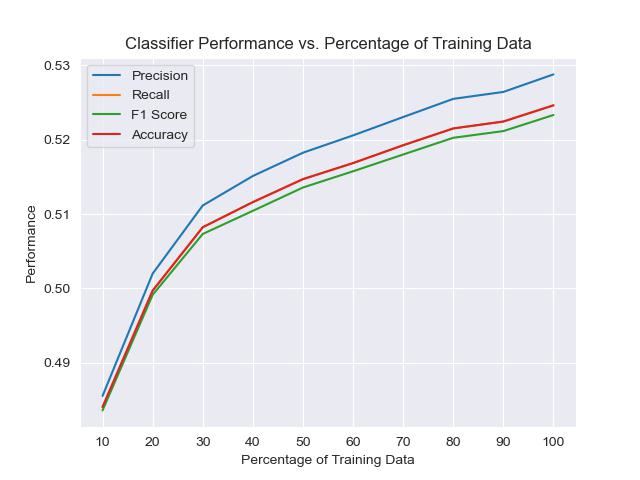 Classifier Performance vs. Percentage of Training Data
0.53
0.52
0.51
0.50
0.49
Performance
Precision
Recall
F1 Score
Accuracy
10 20 30 40 50 60 70 80 90 100
Percentage of Training Data